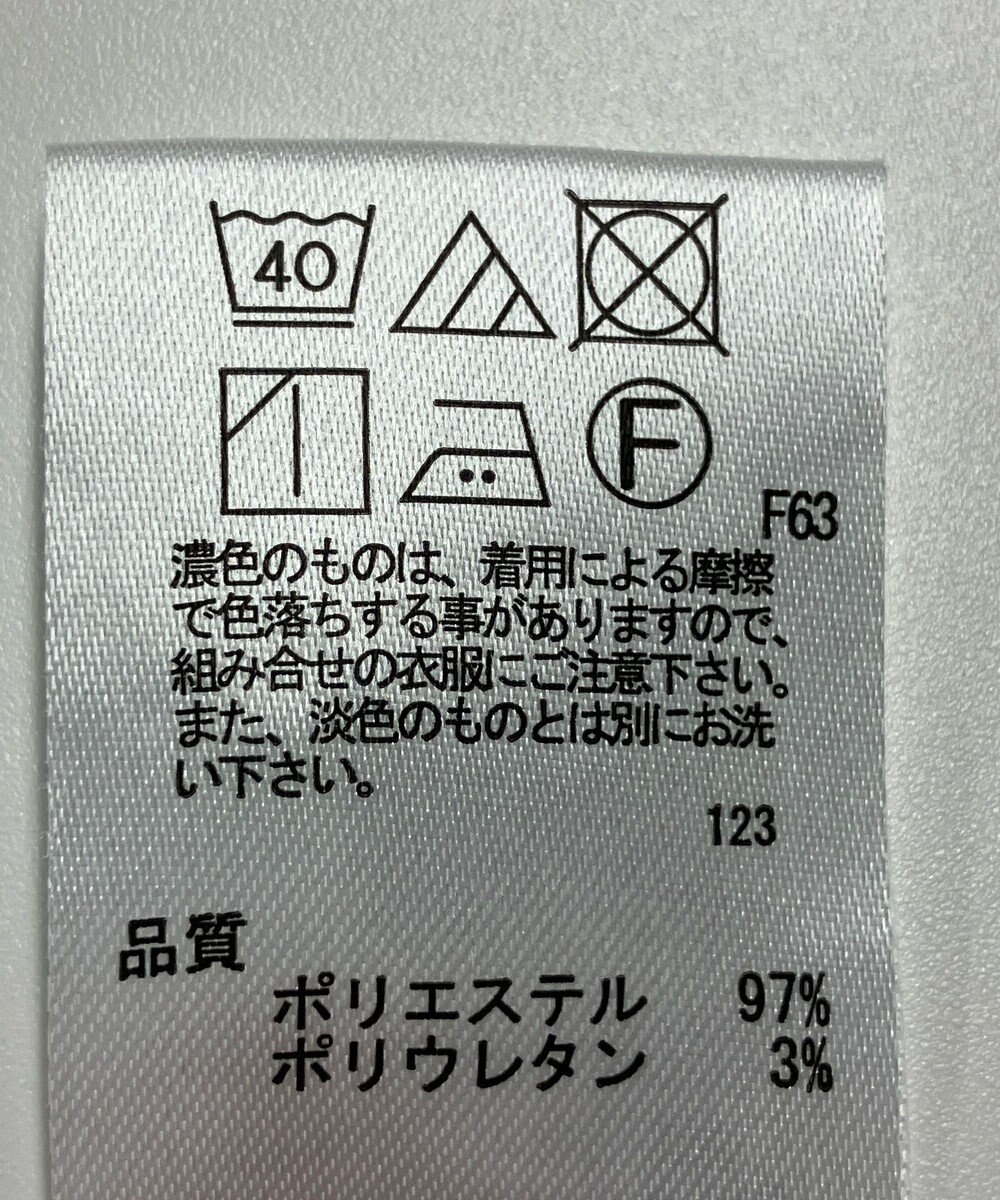 40
F
F63
濃色のものは、着用による摩擦
で色落ちする事がありますので、
組み合せの衣服にご注意下さい。
また、淡色のものとは別にお洗
い下さい。
123
品質
ポリエステル 97%
ポリウレタン 3%